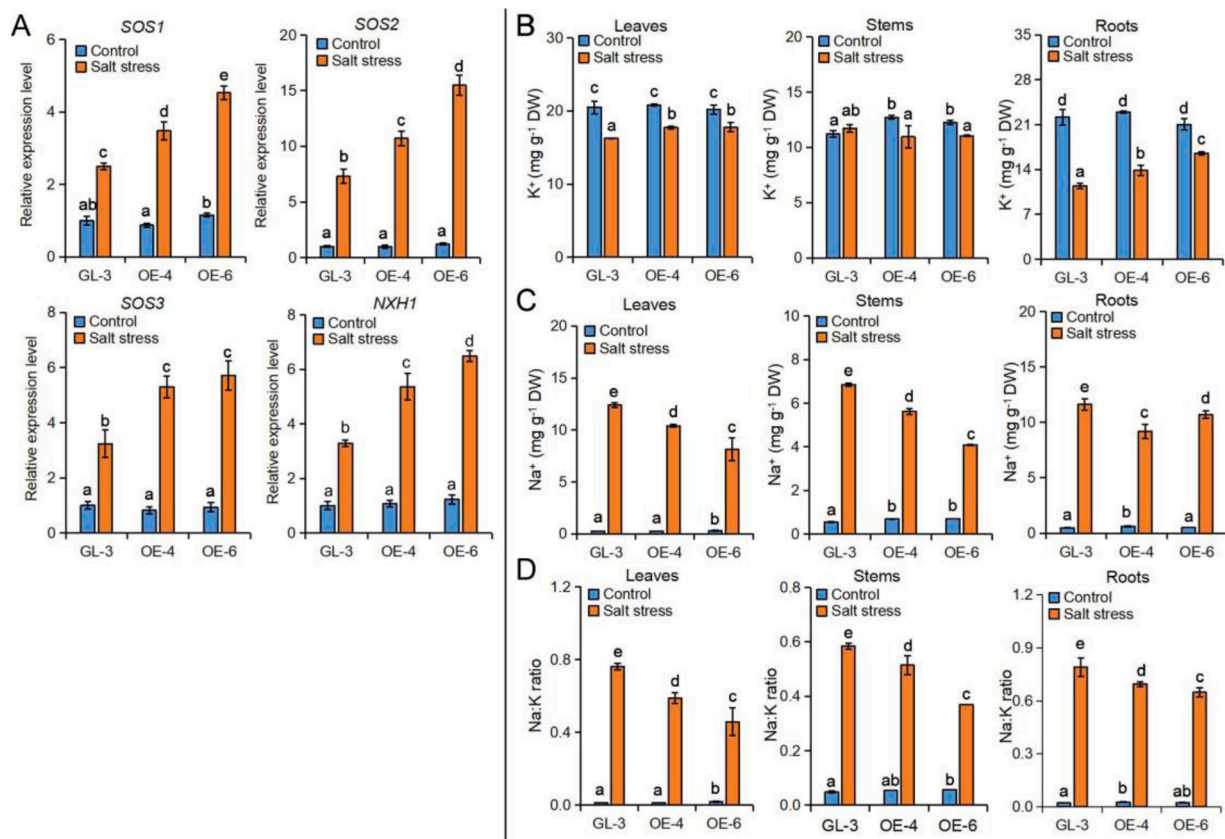 A
SOS1
Control
Salt stress
Relative expression level
6
4
2
0
ab
c
a
d
b
e
GL-3
OE-4
OE-6
SOS2
Control
Salt stress
Relative expression level
20
15
10
5
0
a
b
a
c
a
d
GL-3
OE-4
OE-6
SOS3
Control
Salt stress
Relative expression level
8
6
4
2
0
a
b
a
c
a
c
GL-3
OE-4
OE-6
NXH1
Control
Salt stress
Relative expression level
8
6
4
2
0
a
b
a
c
a
d
GL-3
OE-4
OE-6
B
Leaves
Control
Salt stress
K⁺ (mg g⁻¹ DW)
30
20
10
0
c
a
c
b
c
b
GL-3
OE-4
OE-6
Stems
Control
Salt stress
K⁺ (mg g⁻¹ DW)
20
15
10
5
0
a
ab
b
a
b
a
GL-3
OE-4
OE-6
Roots
Control
Salt stress
K⁺ (mg g⁻¹ DW)
35
28
21
14
7
0
d
a
d
b
d
c
GL-3
OE-4
OE-6
C
Leaves
Control
Salt stress
Na⁺ (mg g⁻¹ DW)
20
15
10
5
0
a
e
a
d
b
c
GL-3
OE-4
OE-6
Stems
Control
Salt stress
Na⁺ (mg g⁻¹ DW)
10
8
6
4
2
0
a
e
b
d
b
c
GL-3
OE-4
OE-6
Roots
Control
Salt stress
Na⁺ (mg g⁻¹ DW)
20
15
10
5
0
a
e
b
c
a
d
GL-3
OE-4
OE-6
D
Leaves
Control
Salt stress
Na:K ratio
1.2
0.8
0.4
0.0
a
e
a
d
b
c
GL-3
OE-4
OE-6
Stems
Control
Salt stress
Na:K ratio
0.8
0.6
0.4
0.2
0.0
a
e
ab
d
b
c
GL-3
OE-4
OE-6
Roots
Control
Salt stress
Na:K ratio
1.2
0.9
0.6
0.3
0.0
a
e
b
d
ab
c
GL-3
OE-4
OE-6